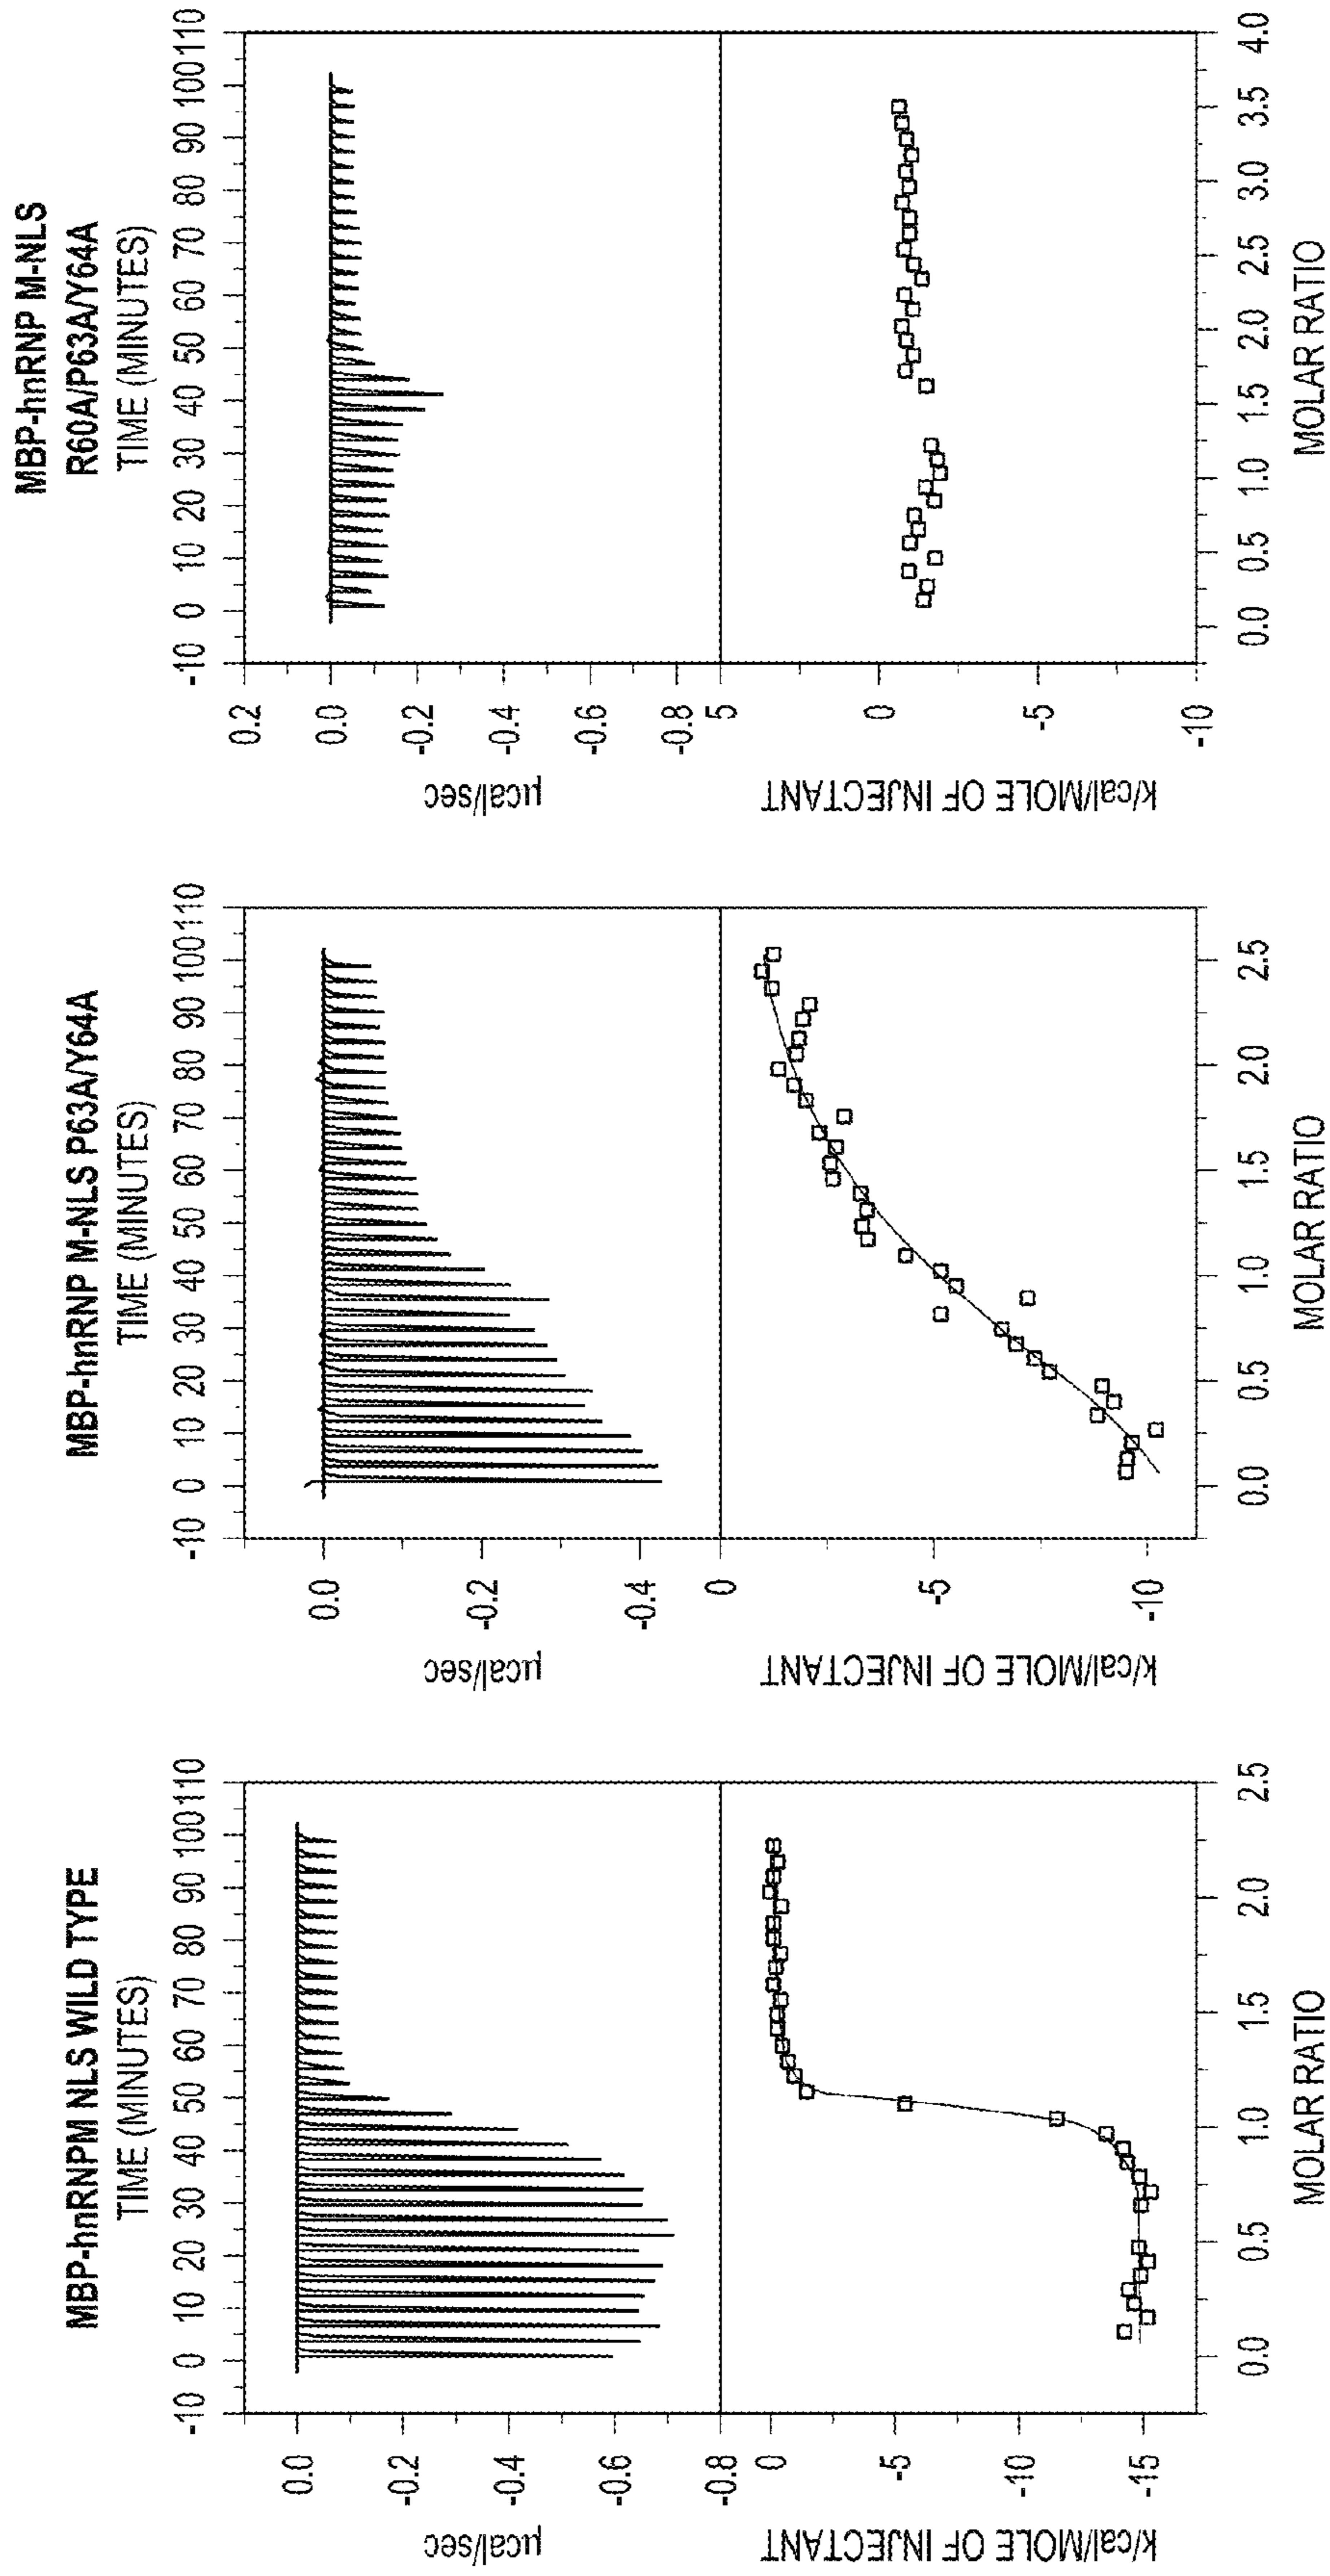 MBP-hnRNPM NLS WILD TYPE
TIME (MINUTES)
-10 0 10 20 30 40 50 60 70 80 90 100 110
0.0
-0.2
-0.4
-0.6
-0.8
µcal/sec
0
-5
-10
-15
k/cal/MOLE OF INJECTANT
0.0 0.5 1.0 1.5 2.0 2.5
MOLAR RATIO
MBP-hnRNP M-NLS P63A/Y64A
TIME (MINUTES)
-10 0 10 20 30 40 50 60 70 80 90 100 110
0.0
-0.2
-0.4
µcal/sec
0
-5
-10
k/cal/MOLE OF INJECTANT
0.0 0.5 1.0 1.5 2.0 2.5
MOLAR RATIO
MBP-hnRNP M-NLS
R60A/P63A/Y64A
TIME (MINUTES)
-10 0 10 20 30 40 50 60 70 80 90 100 110
0.2
0.0
-0.2
-0.4
-0.6
-0.8
µcal/sec
5
-0
-5
-10
k/cal/MOLE OF INJECTANT
0.0 0.5 1.0 1.5 2.0 2.5 3.0 3.5 4.0
MOLAR RATIO